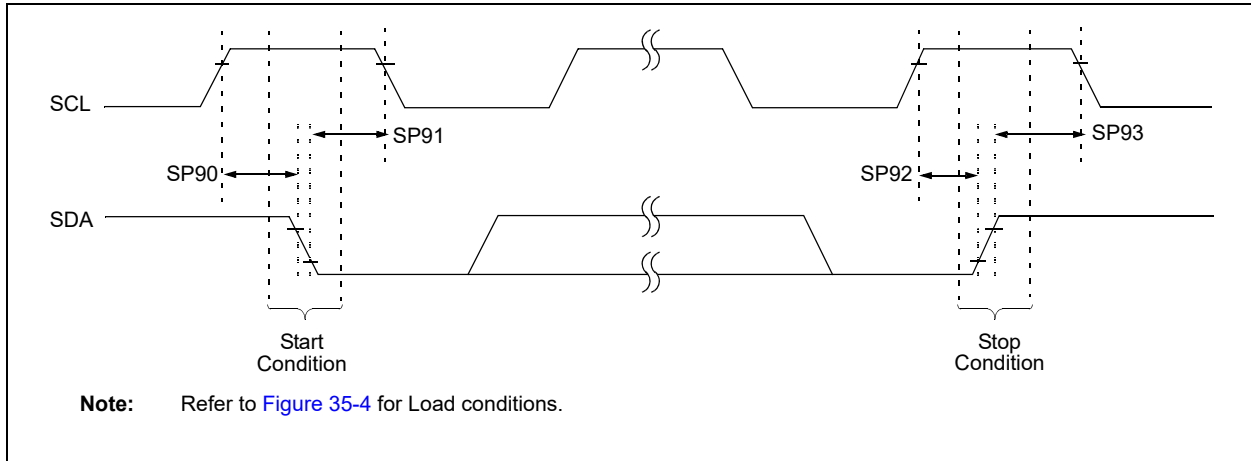 SCL
SP91
SP93
SP90
SP92
SDA
Start
Condition
Stop
Condition
Note: Refer to Figure 35-4 for Load conditions.